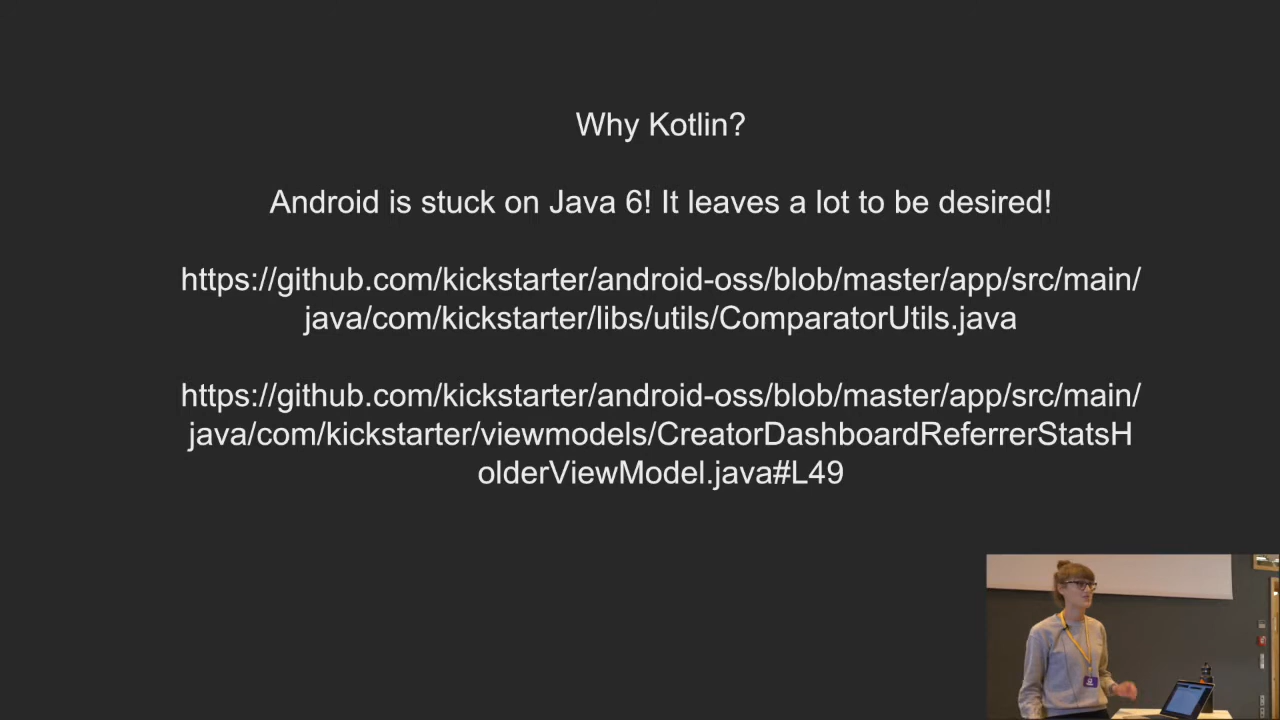 Why Kotlin?
Android is stuck on Java 6! It leaves a lot to be desired!
https://github.com/kickstarter/android-oss/blob/master/app/src/main/
java/com/kickstarter/libs/utils/ComparatorUtils.java
https://github.com/kickstarter/android-oss/blob/master/app/src/main/
java/com/kickstarter/viewmodels/CreatorDashboardReferrerStatsH
olderViewModel.java#L49